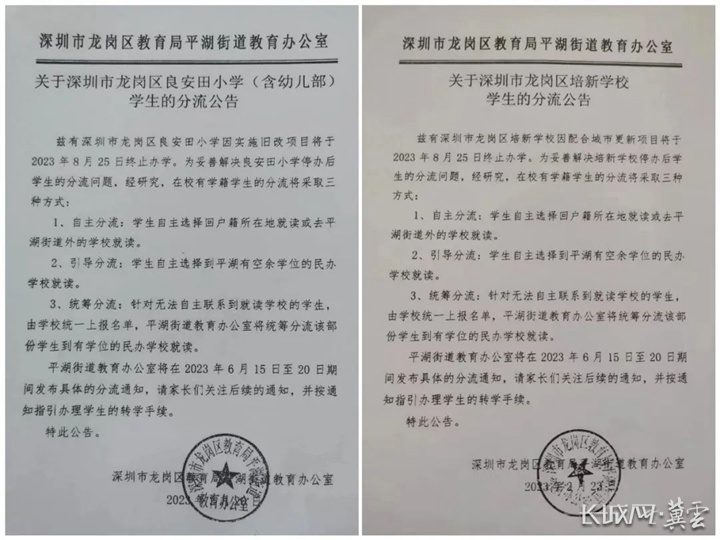 深圳市龙岗区教育局平湖街道教育办公室
关于深圳市龙岗区良安田小学（含幼儿部）
学生的分流公告
兹有深圳市龙岗区良安田小学因实施旧改项目将于
2023年8月25日终止办学。为妥善解决良安田小学停办后
学生的分流问题，经研究，在校有学籍学生的分流将采取三
种方式：
1、自主分流：学生自主选择回户籍所在地就读或去平
湖街道外的学校就读。
2、引导分流：学生自主选择到平湖有空余学位的民办
学校就读。
3、统筹分流：针对无法自主联系到就读学校的学生，
由学校统一上报名单，平湖街道教育办公室将统筹分流该部
份学生到有学位的民办学校就读。
平湖街道教育办公室将在2023年6月15日至20日期
间发布具体的分流通知，请家长们关注后续的通知，并按通
知指引办理学生的转学手续。
特此公告。
深圳市龙岗区教育局平湖街道教育办公室
2023年
深圳市龙岗区教育局平湖街道
教育办公室
深圳市龙岗区教育局平湖街道教育办公室
关于深圳市龙岗区培新学校
学生的分流公告
兹有深圳市龙岗区培新学校因配合城市更新项目将于
2023年8月25日终止办学。为妥善解决培新学校停办后
学生的分流问题，经研究，在校有学籍学生的分流将采取三
种方式：
1、自主分流：学生自主选择回户籍所在地就读或去平
湖街道外的学校就读。
2、引导分流：学生自主选择到平湖有空余学位的民办
学校就读。
3、统筹分流：针对无法自主联系到就读学校的学生，
由学校统一上报名单，平湖街道教育办公室将统筹分流该部
份学生到有学位的民办学校就读。
平湖街道教育办公室将在2023年6月15日至20日期
间发布具体的分流通知，请家长们关注后续的通知，并按通
知指引办理学生的转学手续。
特此公告。
深圳市龙岗区教育局平湖街道教育办公室
2023年2月23日
长城网·冀云